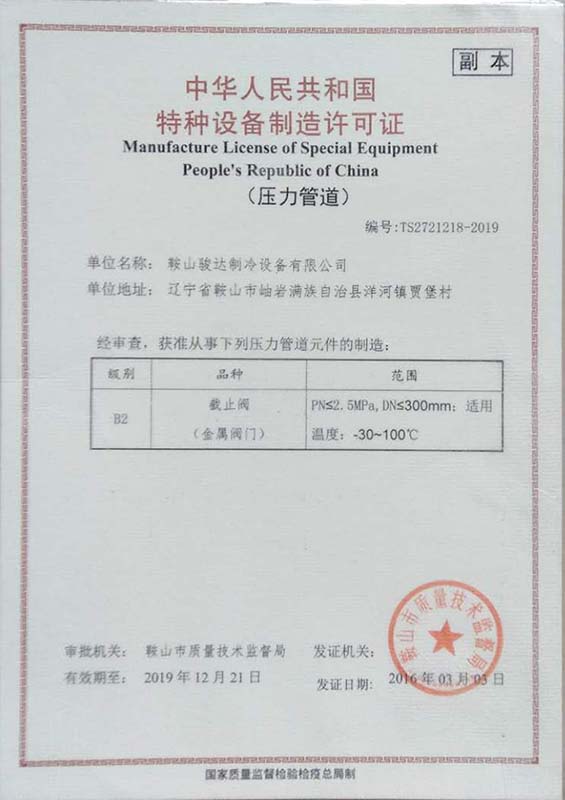 副 本
中华人民共和国
特种设备制造许可证
Manufacture License of Special Equipment
People's Republic of China
（压力管道）
编号:TS2721218-2019
单位名称： 鞍山骏达制冷设备有限公司
单位地址： 辽宁省鞍山市岫岩满族自治县洋河镇贾堡村
经审查，获准从事下列压力管道元件的制造：
级别 品种 范围
B2 截止阀 PN≤2.5MPa,DN≤300mm；适用
（金属阀门） 温度：-30~100℃
鞍山市质量技术监督局
审批机关： 鞍山市质量技术监督局 发证机关：
有效期至： 2019 年 12 月 21 日 发证日期: 2016 年 03 月 03 日
国家质量监督检验检疫总局制